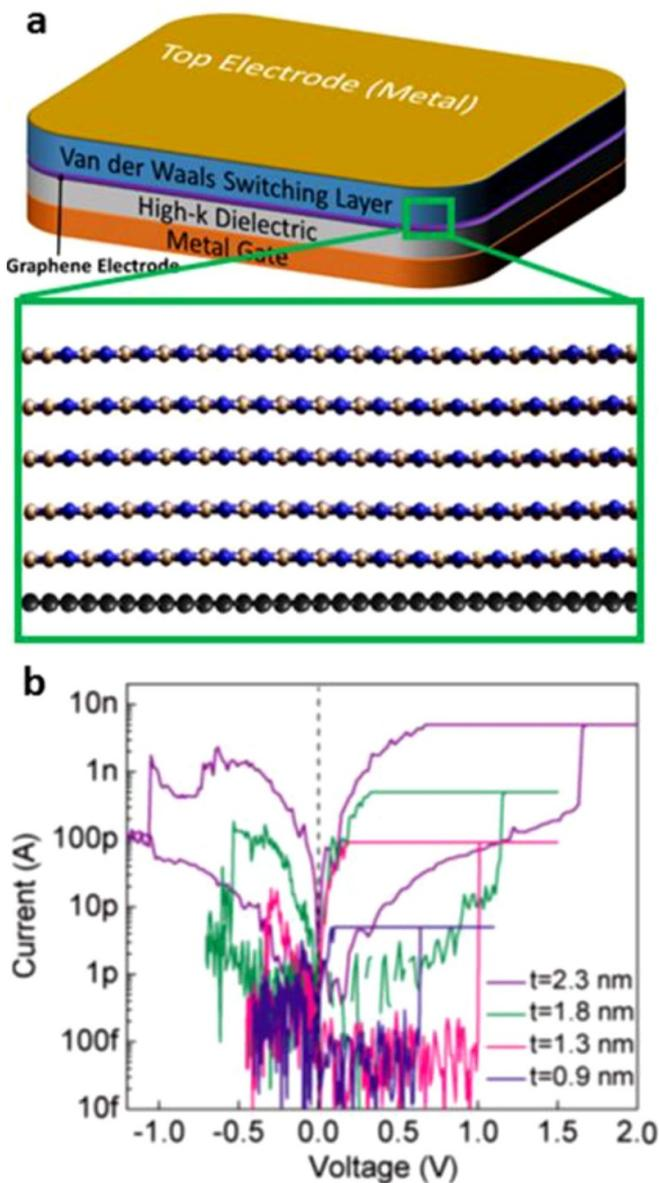 a
Top Electrode (Metal)
Van der Waals Switching Layer
High-k Dielectric
Metal Gate
Graphene Electrode
b
10n
1n
100p
10p
1p
100f
10f
Current (A)
t=2.3 nm
t=1.8 nm
t=1.3 nm
t=0.9 nm
-1.0 -0.5 0.0 0.5 1.0 1.5 2.0
Voltage (V)